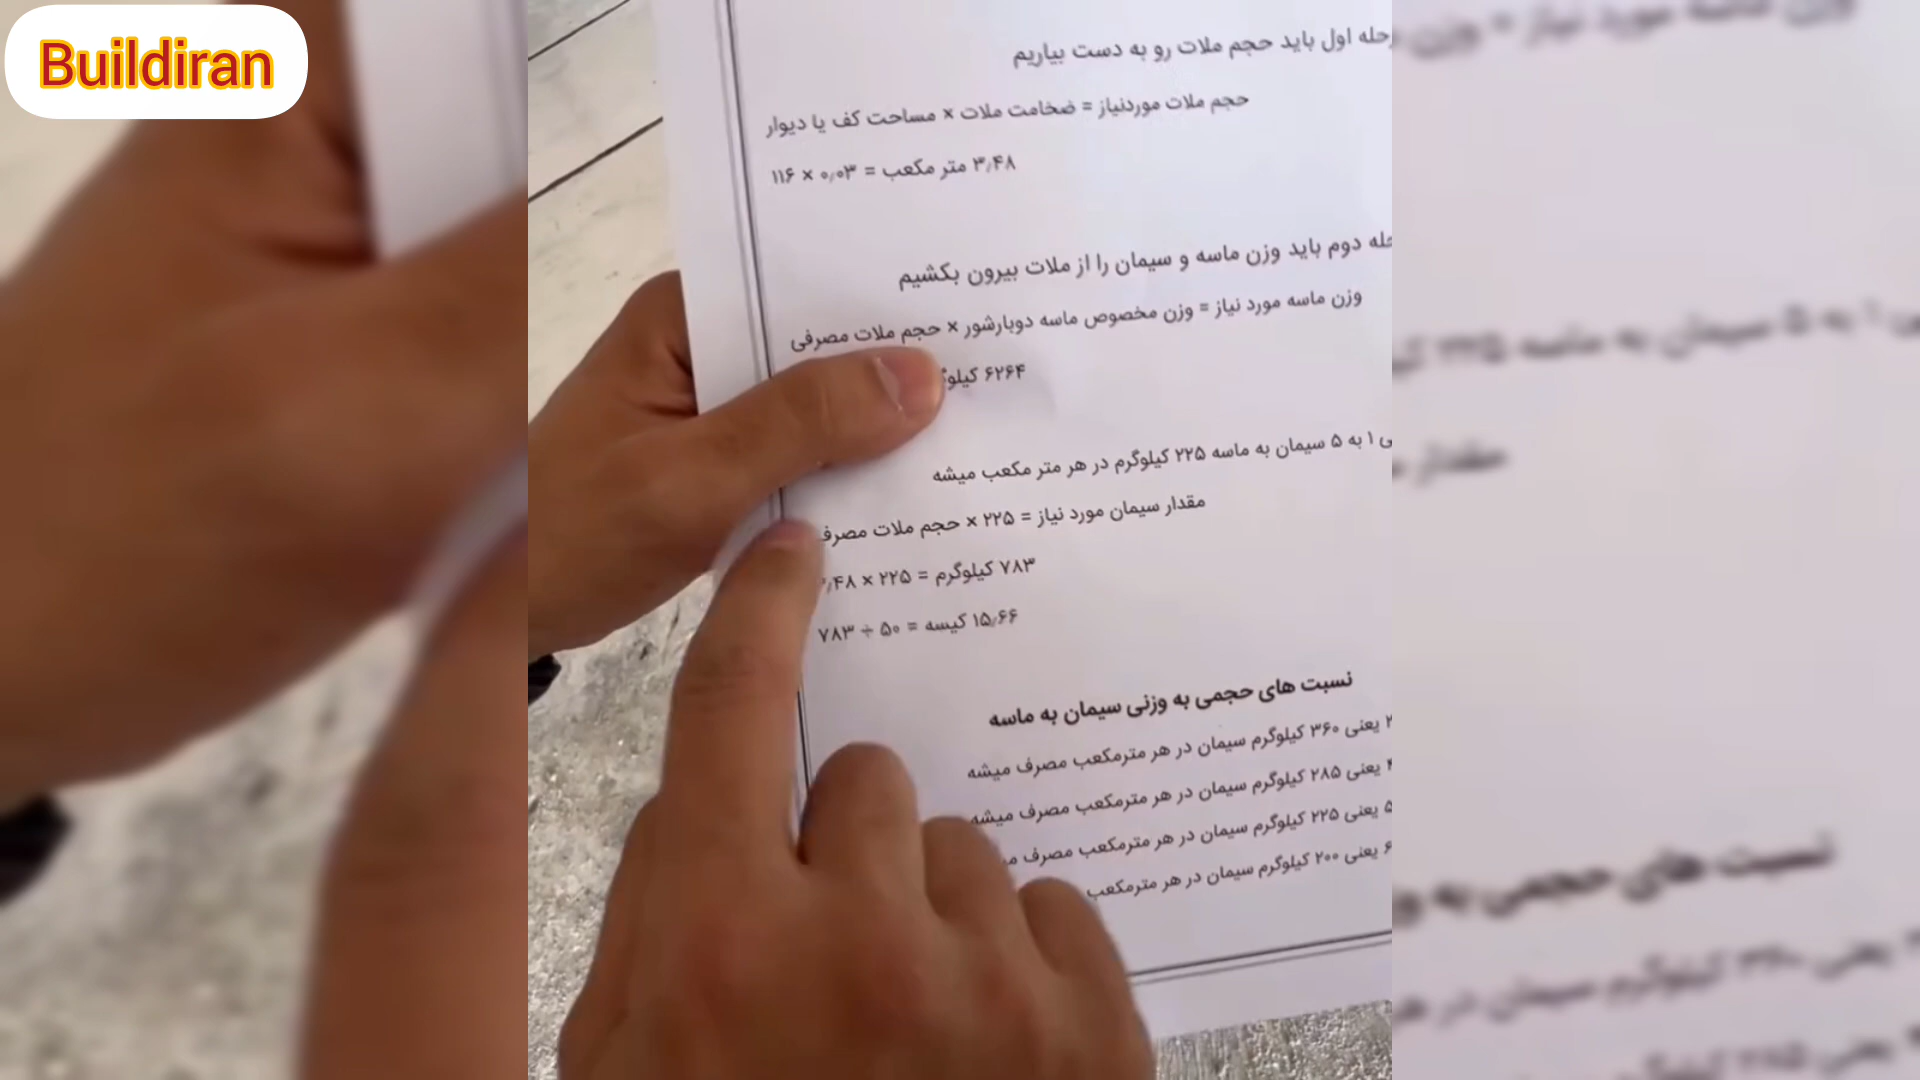 Buildiran
اول باید حجم ملات رو به دست بیاریم
حجم ملات موردنیاز = ضخامت ملات × مساحت کف یا دیوار
۱۱۶ × ۰٫۰۳ = ۳٫۴۸ متر مکعب
دوم باید وزن ماسه و سیمان را از ملات بیرون بکشیم
وزن ماسه مورد نیاز = وزن مخصوص ماسه دوبارشور × حجم ملات مصرفی
۶۲۶۴
۱ به ۵ سیمان به ماسه ۲۲۵ کیلوگرم در هر متر مکعب میشه
مقدار سیمان مورد نیاز = ۲۲۵ × حجم ملات
۲۲۵ × ۳٫۴۸ = ۷۸۳ کیلوگرم
۷۸۳ ÷ ۵۰ = ۱۵٫۶۶ کیسه
نسبت های حجمی به وزنی سیمان به ماسه
یعنی ۳۶۰ کیلوگرم سیمان در هر مترمکعب مصرف میشه
یعنی ۲۸۵ کیلوگرم سیمان در هر مترمکعب مصرف میشه
۵ یعنی ۲۲۵ کیلوگرم سیمان در هر مترمکعب مصرف
۶ یعنی ۲۰۰ کیلوگرم سیمان در هر مترمکعب